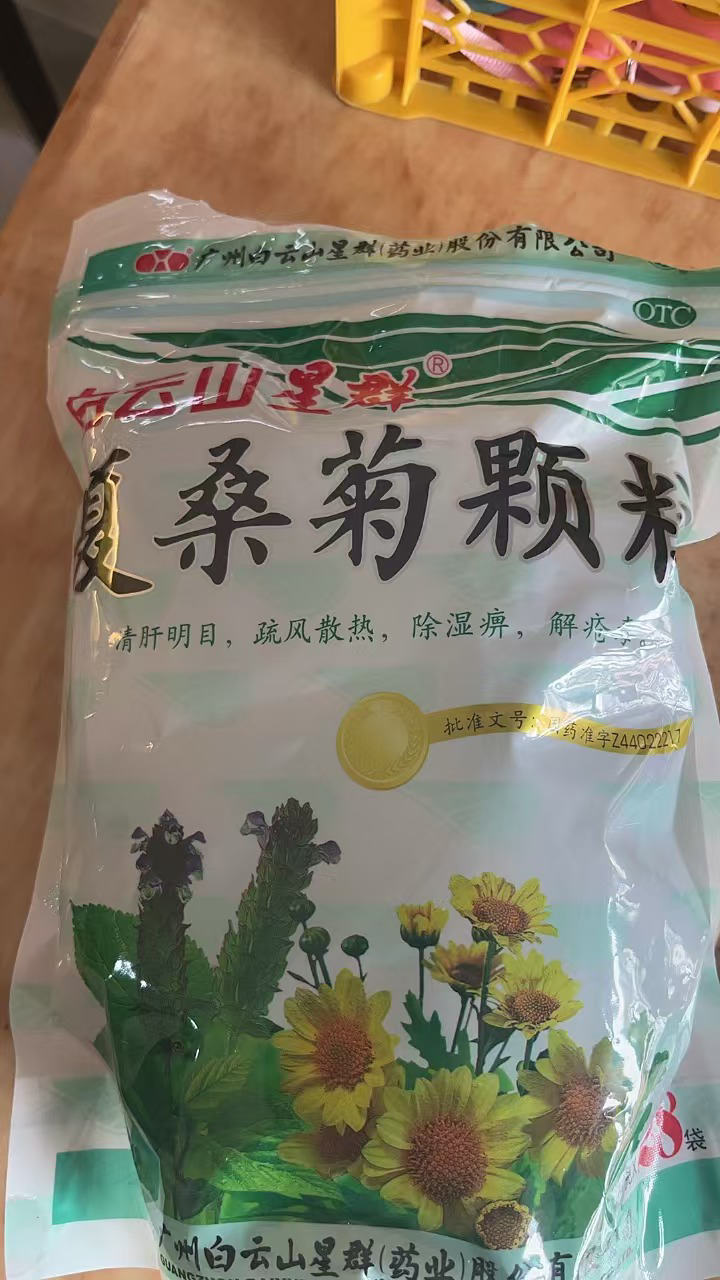 广州白云山星群(药业)股份有限公司
OTC
白云山星群®
夏桑菊颗粒
清肝明目，疏风散热，除湿痹，解疮毒。
批准文号：国药准字Z44022217
8袋
广州白云山星群(药业)股份有